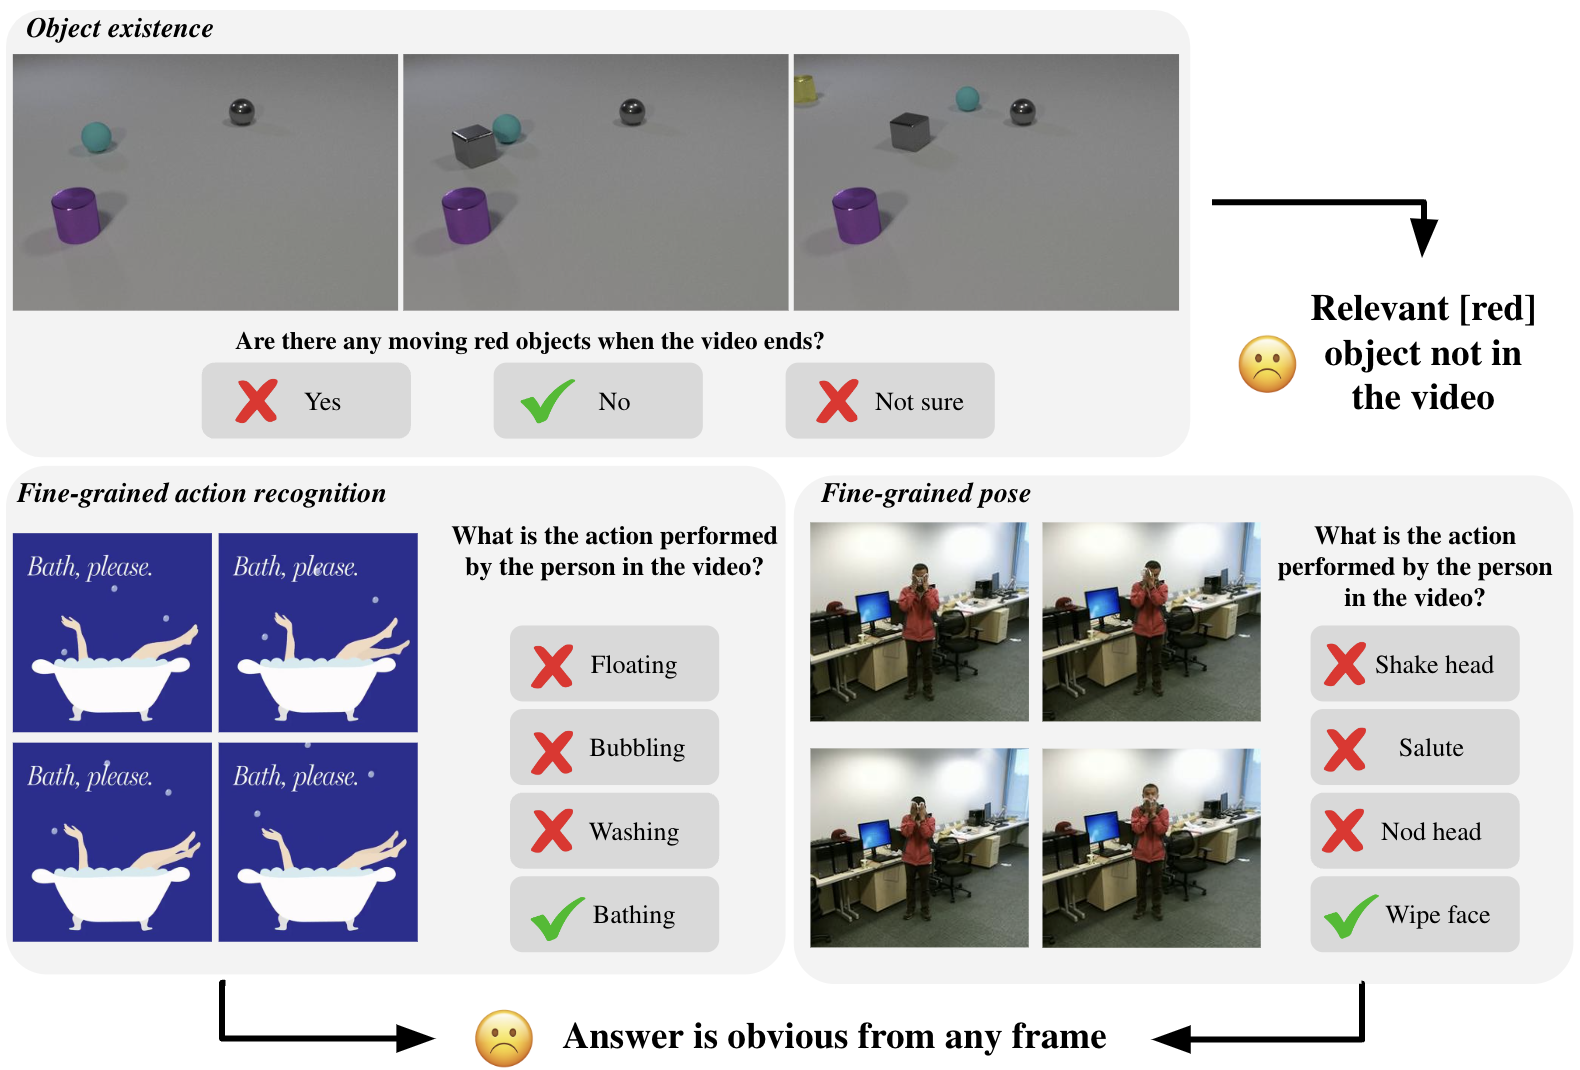 Object existence
Are there any moving red objects when the video ends?
Yes
No
Not sure
Relevant [red]
object not in
the video
Fine-grained action recognition
Bath, please.
Bath, please.
Bath, please.
Bath, please.
What is the action performed
by the person in the video?
Floating
Bubbling
Washing
Bathing
Fine-grained pose
What is the action
performed by the person
in the video?
Shake head
Salute
Nod head
Wipe face
Answer is obvious from any frame